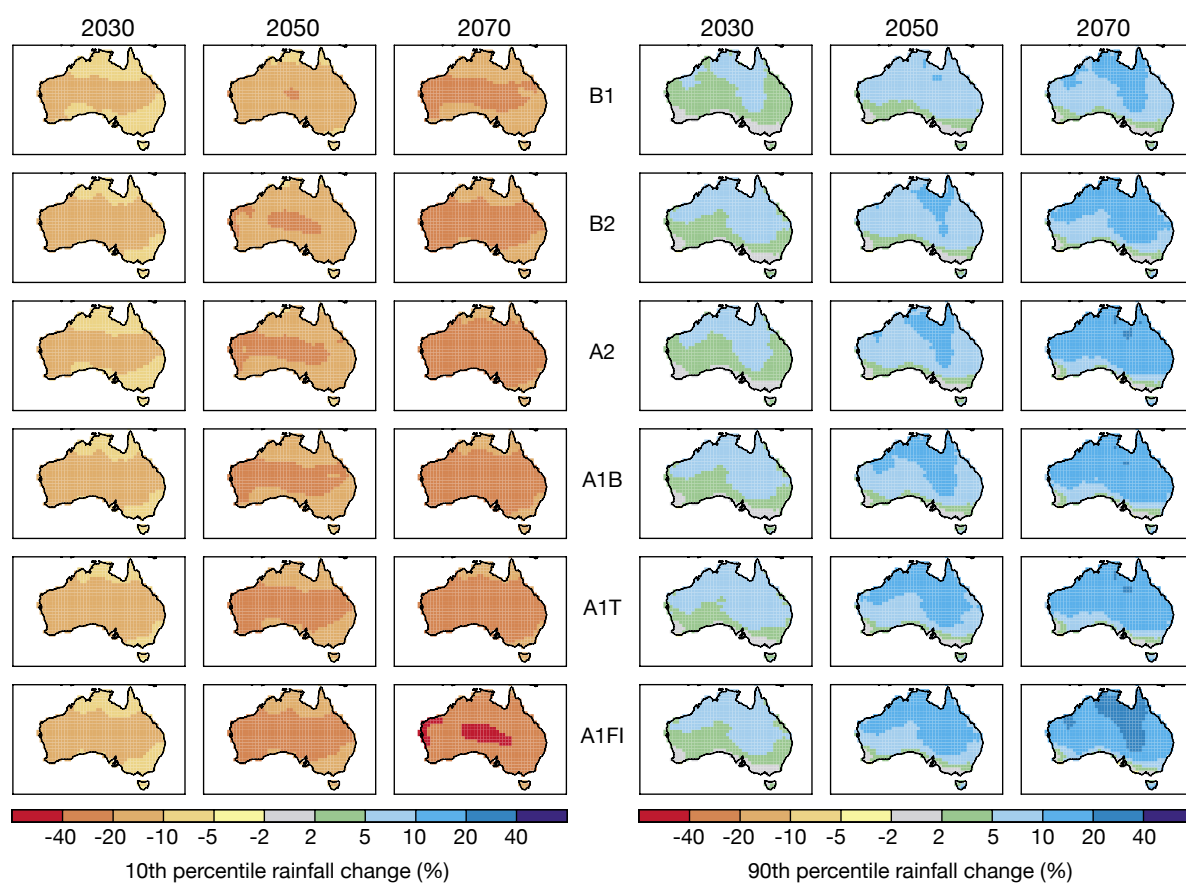 2030 2050 2070 2030 2050 2070
B1
B2
A2
A1B
A1T
A1FI
-40 -20 -10 -5 -2 2 5 10 20 40 -40 -20 -10 -5 -2 2 5 10 20 40
10th percentile rainfall change (%) 90th percentile rainfall change (%)